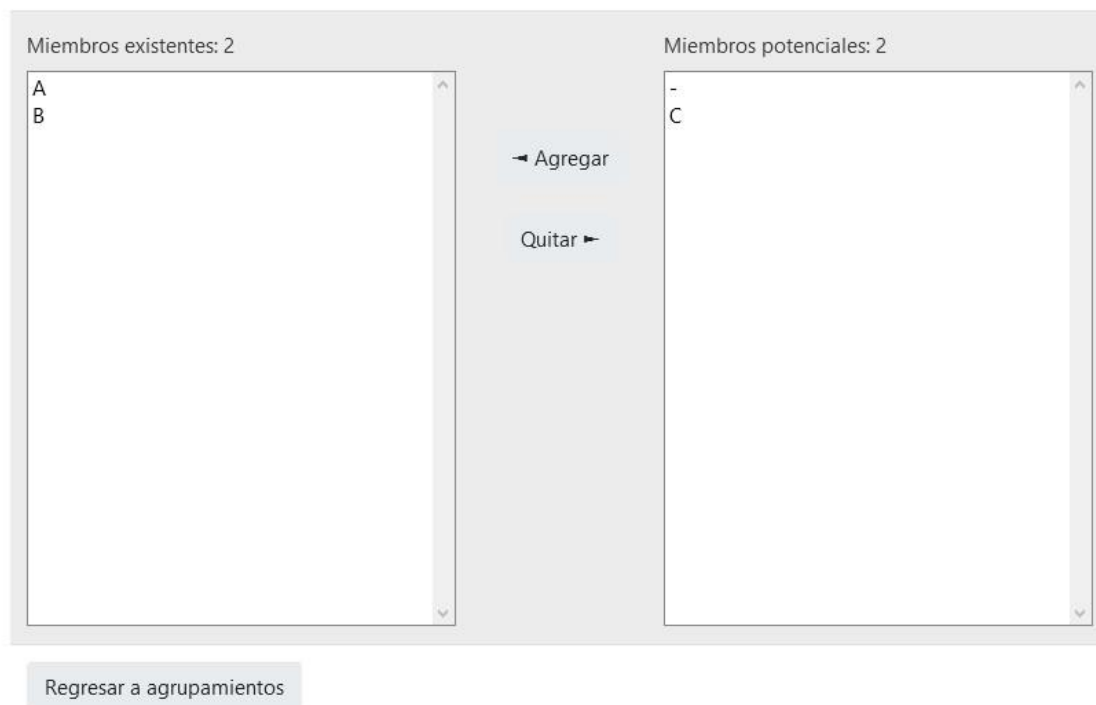 Miembros existentes: 2
A
B
◄ Agregar
Quitar ►
Miembros potenciales: 2
-
C
Regresar a agrupamientos